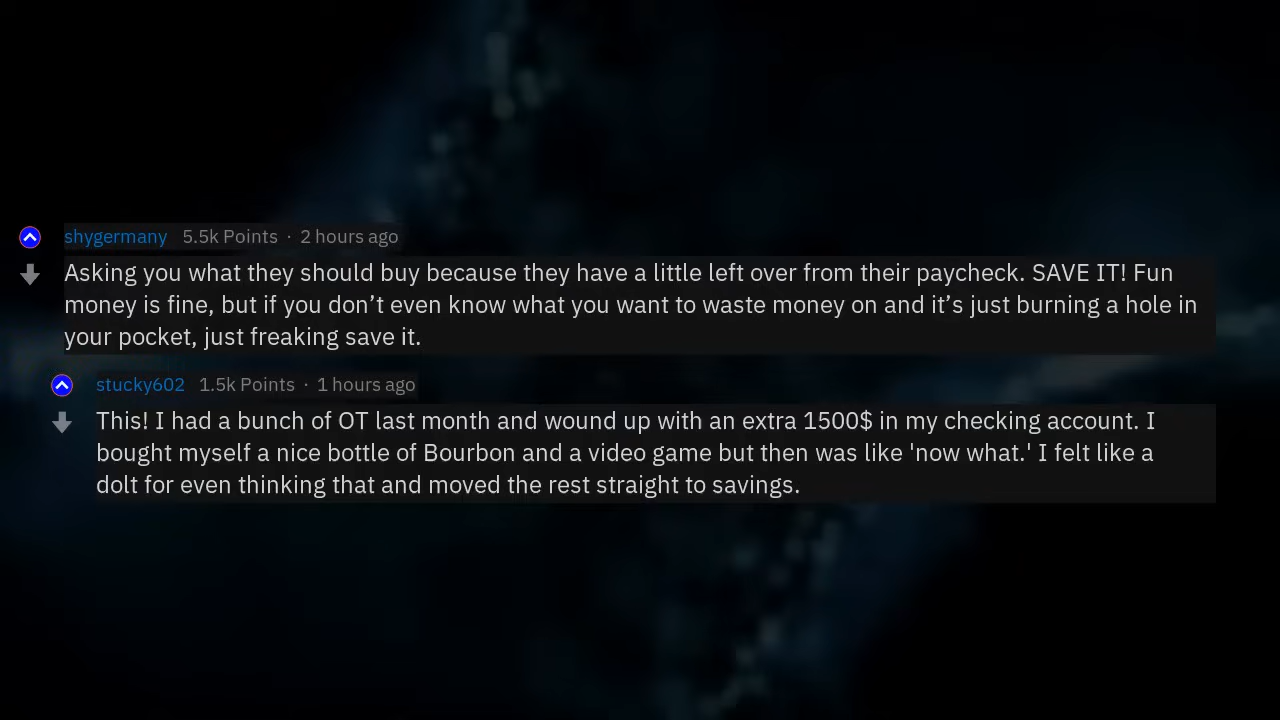 shygermany 5.5k Points · 2 hours ago
Asking you what they should buy because they have a little left over from their paycheck. SAVE IT! Fun
money is fine, but if you don’t even know what you want to waste money on and it’s just burning a hole in
your pocket, just freaking save it.
stucky602 1.5k Points · 1 hours ago
This! I had a bunch of OT last month and wound up with an extra 1500$ in my checking account. I
bought myself a nice bottle of Bourbon and a video game but then was like 'now what.' I felt like a
dolt for even thinking that and moved the rest straight to savings.